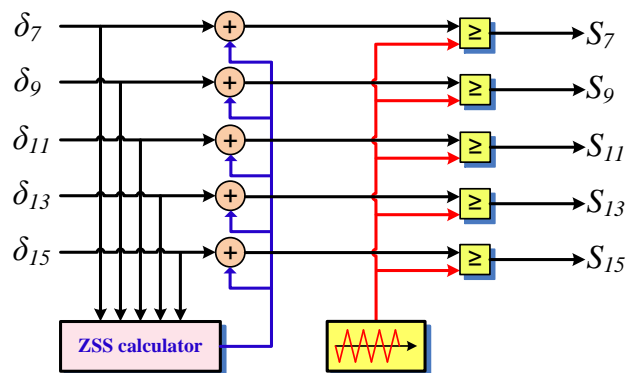 δ7 + ≥ S7
δ9 + ≥ S9
δ11 + ≥ S11
δ13 + ≥ S13
δ15 + ≥ S15
ZSS calculator